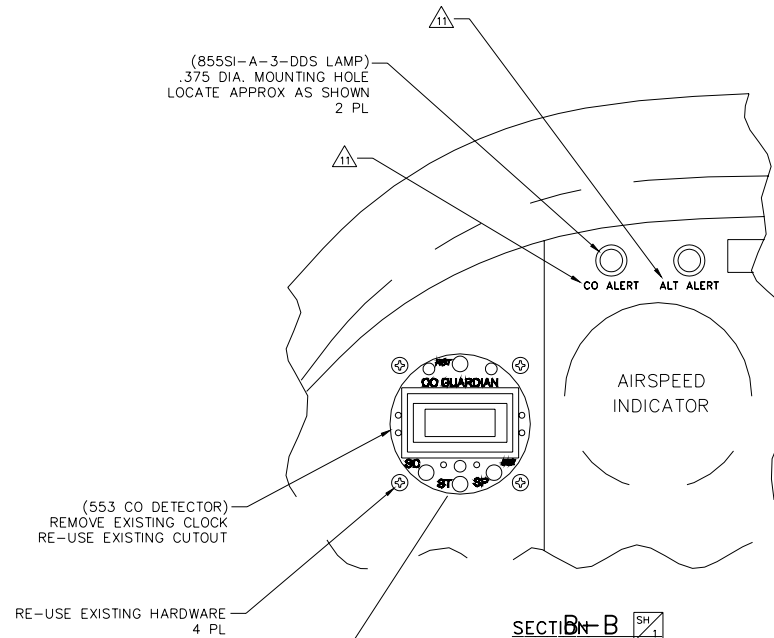 11
(855SI-A-3-DDS LAMP)
.375 DIA. MOUNTING HOLE
LOCATE APPROX AS SHOWN
2 PL
11
CO ALERT
ALT ALERT
AIRSPEED
INDICATOR
CO GUARDIAN
SC
ST
SP
(553 CO DETECTOR)
REMOVE EXISTING CLOCK
RE-USE EXISTING CUTOUT
RE-USE EXISTING HARDWARE
4 PL
SECTION B-B
SH
1